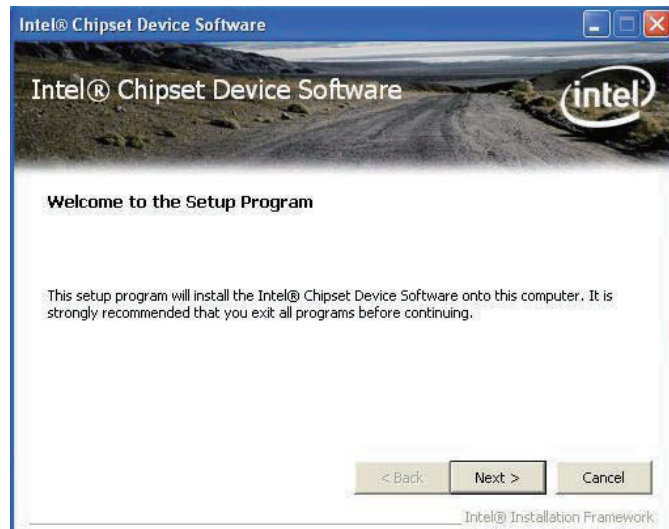 Intel® Chipset Device Software
Intel® Chipset Device Software
intel
Welcome to the Setup Program
This setup program will install the Intel® Chipset Device Software onto this computer. It is
strongly recommended that you exit all programs before continuing.
< Back Next > Cancel
Intel® Installation Framework